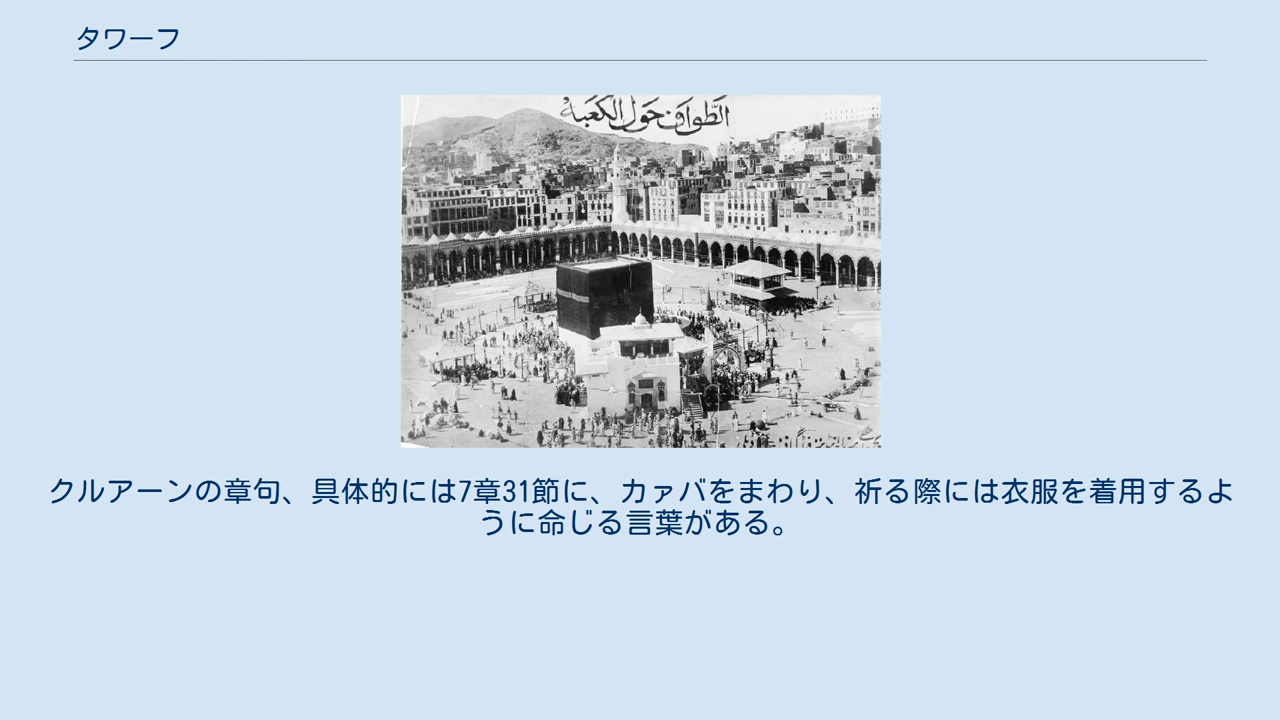 タワーフ
الطواف حول الكعبة
クルアーンの章句、具体的には7章31節に、カァバをまわり、祈る際には衣服を着用するよ
うに命じる言葉がある。